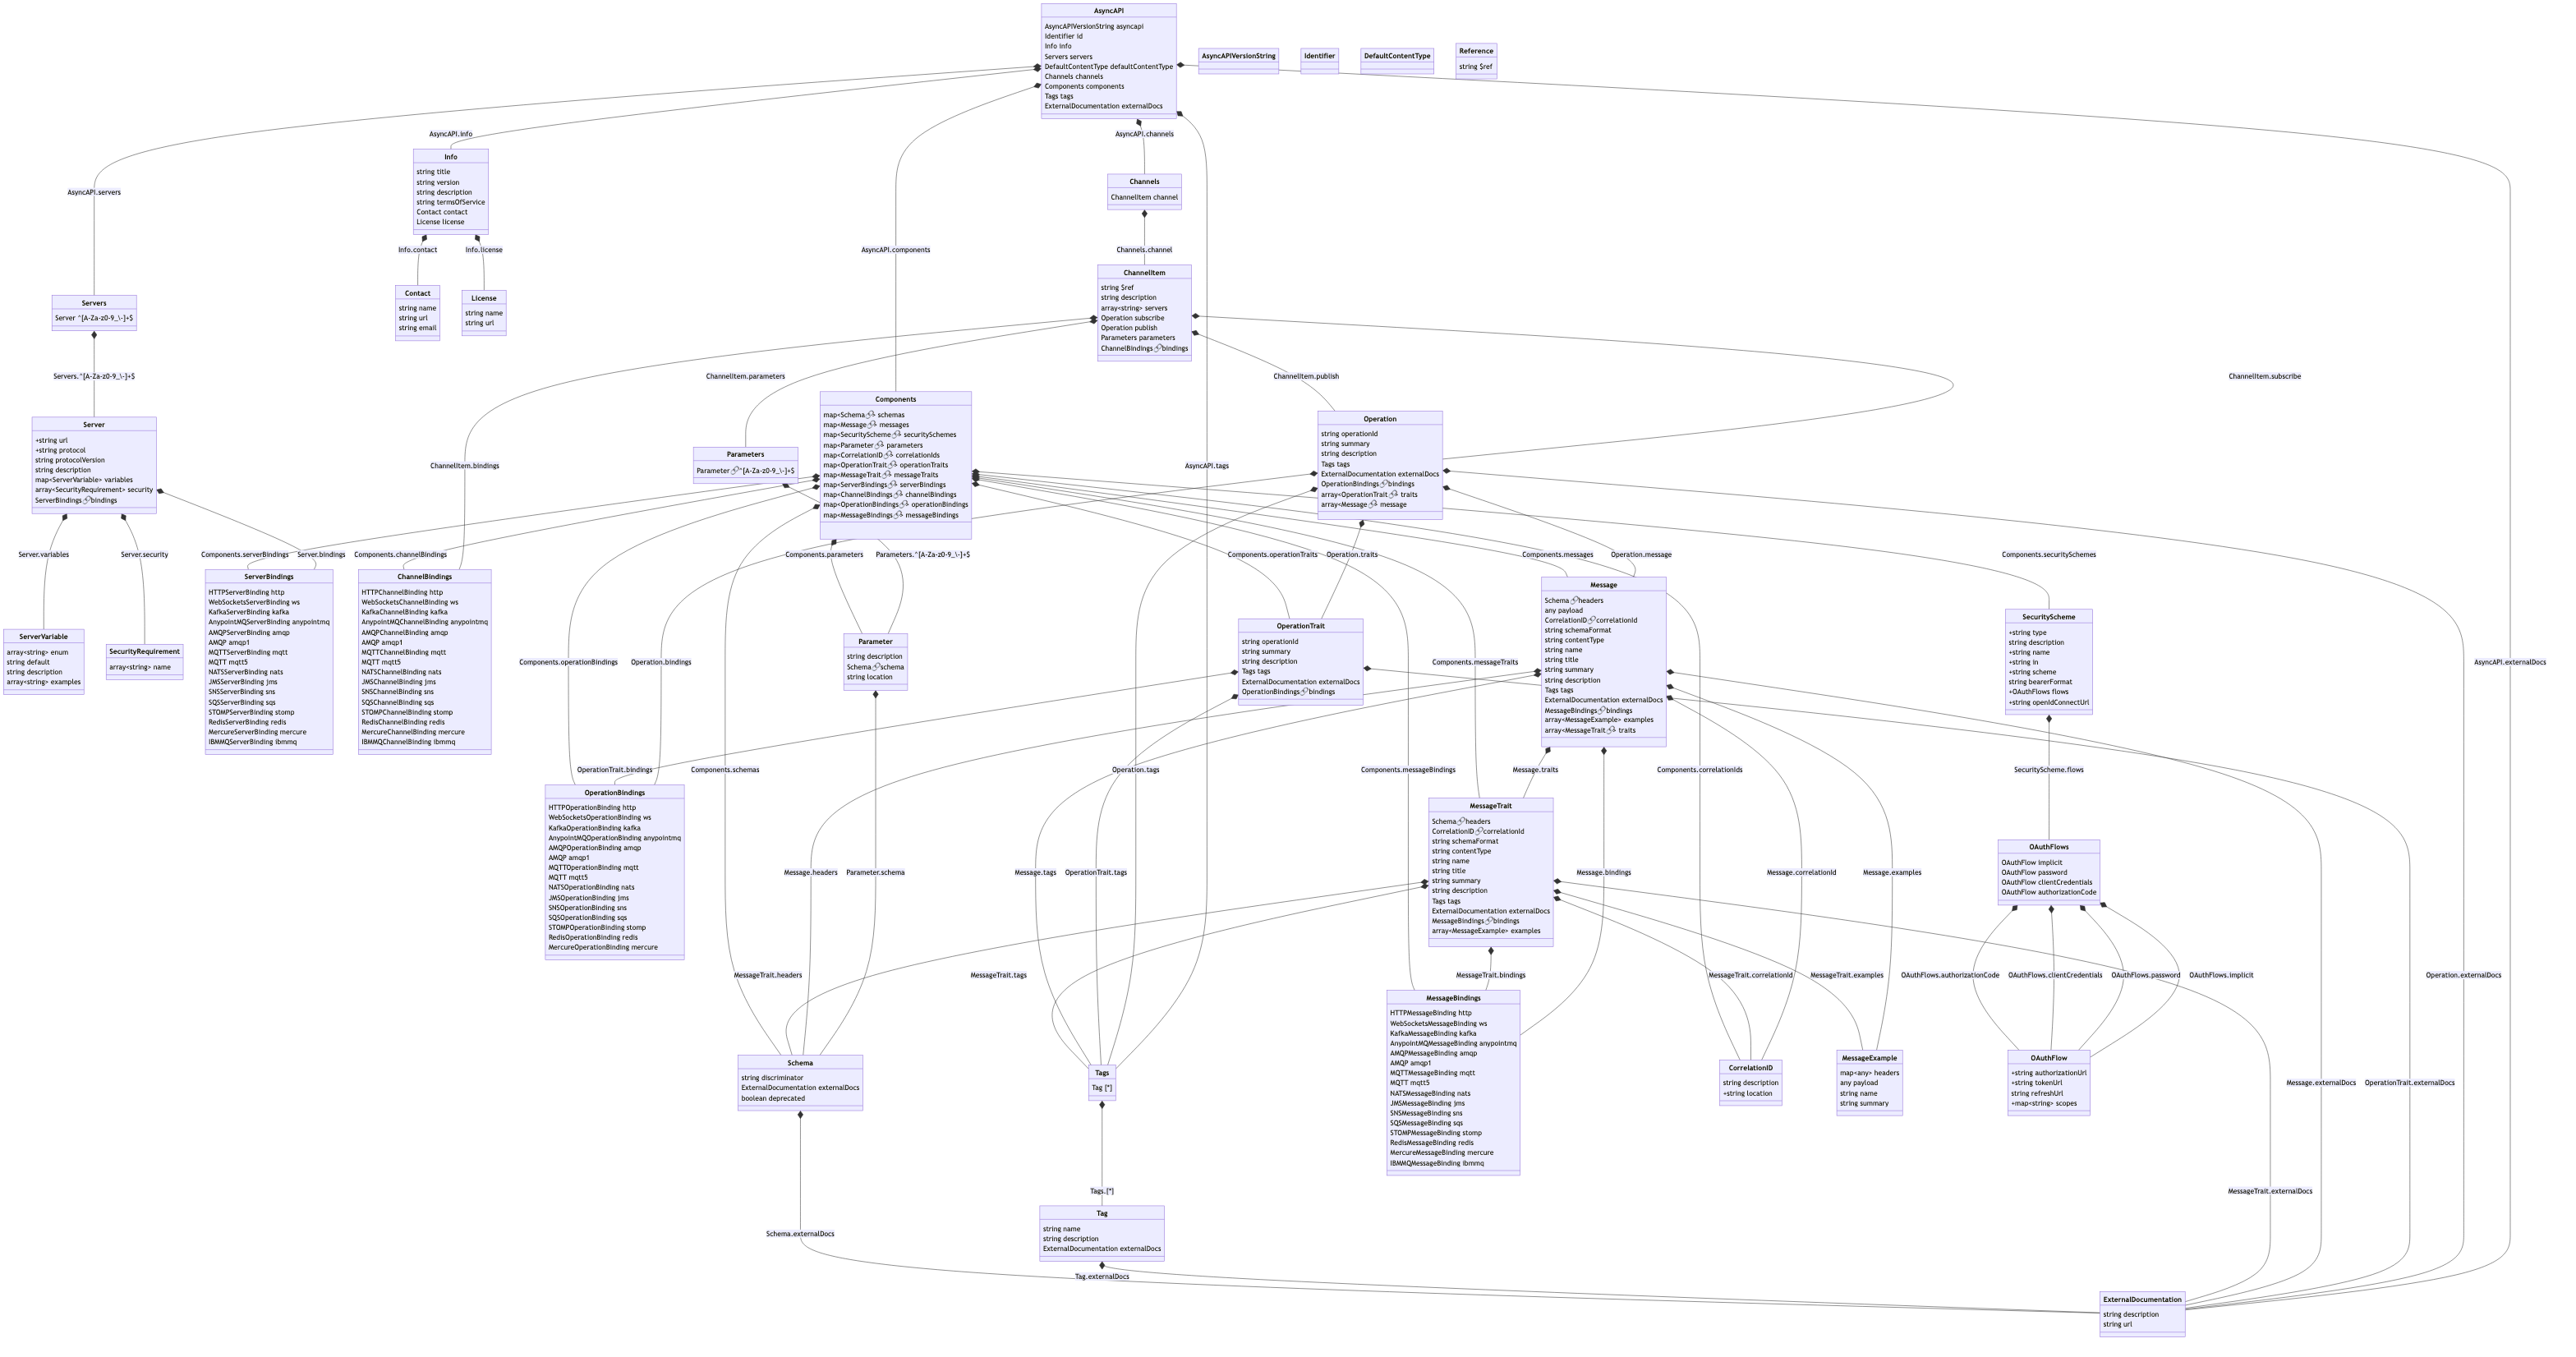 AsyncAPI
AsyncAPIVersionString asyncapi
Identifier id
Info info
Servers servers
DefaultContentType defaultContentType
Channels channels
Components components
Tags tags
ExternalDocumentation externalDocs
AsyncAPIVersionString
Identifier
DefaultContentType
Reference
string $ref
AsyncAPI.info
AsyncAPI.channels
Info
string title
string version
string description
string termsOfService
Contact contact
License license
AsyncAPI.servers
Channels
ChannelItem channel
Info.contact
Info.license
AsyncAPI.components
Channels.channel
Servers
Server ^[A-Za-z0-9_\-]+$
Contact
string name
string url
string email
License
string name
string url
ChannelItem
string $ref
string description
array<string> servers
Operation subscribe
Operation publish
Parameters parameters
ChannelBindings🔗bindings
Servers.^[A-Za-z0-9_\-]+$
ChannelItem.parameters
ChannelItem.publish
ChannelItem.subscribe
Server
+string url
+string protocol
string protocolVersion
string description
map<ServerVariable> variables
array<SecurityRequirement> security
ServerBindings🔗bindings
ChannelItem.bindings
Parameters
Parameter🔗^[A-Za-z0-9_\-]+$
Components
map<Schema🔗> schemas
map<Message🔗> messages
map<SecurityScheme🔗> securitySchemes
map<Parameter🔗> parameters
map<CorrelationID🔗> correlationIds
map<OperationTrait🔗> operationTraits
map<MessageTrait🔗> messageTraits
map<ServerBindings🔗> serverBindings
map<ChannelBindings🔗> channelBindings
map<OperationBindings🔗> operationBindings
map<MessageBindings🔗> messageBindings
AsyncAPI.tags
Operation
string operationId
string summary
string description
Tags tags
ExternalDocumentation externalDocs
OperationBindings🔗bindings
array<OperationTrait🔗> traits
array<Message🔗> message
Server.variables
Server.security
Components.serverBindings
Server.bindings
Components.channelBindings
Components.parameters
Parameters.^[A-Za-z0-9_\-]+$
Components.operationTraits
Operation.traits
Components.messages
Operation.message
Components.securitySchemes
ServerVariable
array<string> enum
string default
string description
array<string> examples
SecurityRequirement
array<string> name
ServerBindings
HTTPServerBinding http
WebSocketsServerBinding ws
KafkaServerBinding kafka
AnypointMQServerBinding anypointmq
AMQPServerBinding amqp
AMQP amqp1
MQTTServerBinding mqtt
MQTT mqtt5
NATSServerBinding nats
JMSServerBinding jms
SNSServerBinding sns
SQSServerBinding sqs
STOMPServerBinding stomp
RedisServerBinding redis
MercureServerBinding mercure
IBMMQServerBinding ibmmq
ChannelBindings
HTTPChannelBinding http
WebSocketsChannelBinding ws
KafkaChannelBinding kafka
AnypointMQChannelBinding anypointmq
AMQPChannelBinding amqp
AMQP amqp1
MQTTChannelBinding mqtt
MQTT mqtt5
NATSChannelBinding nats
JMSChannelBinding jms
SNSChannelBinding sns
SQSChannelBinding sqs
STOMPChannelBinding stomp
RedisChannelBinding redis
MercureChannelBinding mercure
IBMMQChannelBinding ibmmq
Components.operationBindings
Operation.bindings
Parameter
string description
Schema🔗schema
string location
OperationTrait
string operationId
string summary
string description
Tags tags
ExternalDocumentation externalDocs
OperationBindings🔗bindings
Components.messageTraits
Message
Schema🔗headers
any payload
CorrelationID🔗correlationId
string schemaFormat
string contentType
string name
string title
string summary
string description
Tags tags
ExternalDocumentation externalDocs
MessageBindings🔗bindings
array<MessageExample> examples
array<MessageTrait🔗> traits
SecurityScheme
+string type
string description
+string name
+string in
+string scheme
string bearerFormat
+OAuthFlows flows
+string openIdConnectUrl
AsyncAPI.externalDocs
OperationTrait.bindings
Components.schemas
Operation.tags
Components.messageBindings
Message.traits
Components.correlationIds
SecurityScheme.flows
OperationBindings
HTTPOperationBinding http
WebSocketsOperationBinding ws
KafkaOperationBinding kafka
AnypointMQOperationBinding anypointmq
AMQPOperationBinding amqp
AMQP amqp1
MQTTOperationBinding mqtt
MQTT mqtt5
NATSOperationBinding nats
JMSOperationBinding jms
SNSOperationBinding sns
SQSOperationBinding sqs
STOMPOperationBinding stomp
RedisOperationBinding redis
MercureOperationBinding mercure
Message.headers
Parameter.schema
Message.tags
OperationTrait.tags
MessageTrait
Schema🔗headers
CorrelationID🔗correlationId
string schemaFormat
string contentType
string name
string title
string summary
string description
Tags tags
ExternalDocumentation externalDocs
MessageBindings🔗bindings
array<MessageExample> examples
Message.bindings
Message.correlationId
Message.examples
OAuthFlows
OAuthFlow implicit
OAuthFlow password
OAuthFlow clientCredentials
OAuthFlow authorizationCode
MessageTrait.headers
MessageTrait.tags
MessageTrait.bindings
MessageTrait.correlationId
MessageTrait.examples
OAuthFlows.authorizationCode
OAuthFlows.clientCredentials
OAuthFlows.password
OAuthFlows.implicit
Operation.externalDocs
Schema
string discriminator
ExternalDocumentation externalDocs
boolean deprecated
Tags
Tag [*]
MessageBindings
HTTPMessageBinding http
WebSocketsMessageBinding ws
KafkaMessageBinding kafka
AnypointMQMessageBinding anypointmq
AMQPMessageBinding amqp
AMQP amqp1
MQTTMessageBinding mqtt
MQTT mqtt5
NATSMessageBinding nats
JMSMessageBinding jms
SNSMessageBinding sns
SQSMessageBinding sqs
STOMPMessageBinding stomp
RedisMessageBinding redis
MercureMessageBinding mercure
IBMMQMessageBinding ibmmq
CorrelationID
string description
+string location
MessageExample
map<any> headers
any payload
string name
string summary
OAuthFlow
+string authorizationUrl
+string tokenUrl
string refreshUrl
+map<string> scopes
Message.externalDocs
OperationTrait.externalDocs
Tags.[*]
MessageTrait.externalDocs
Tag
string name
string description
ExternalDocumentation externalDocs
Schema.externalDocs
Tag.externalDocs
ExternalDocumentation
string description
string url